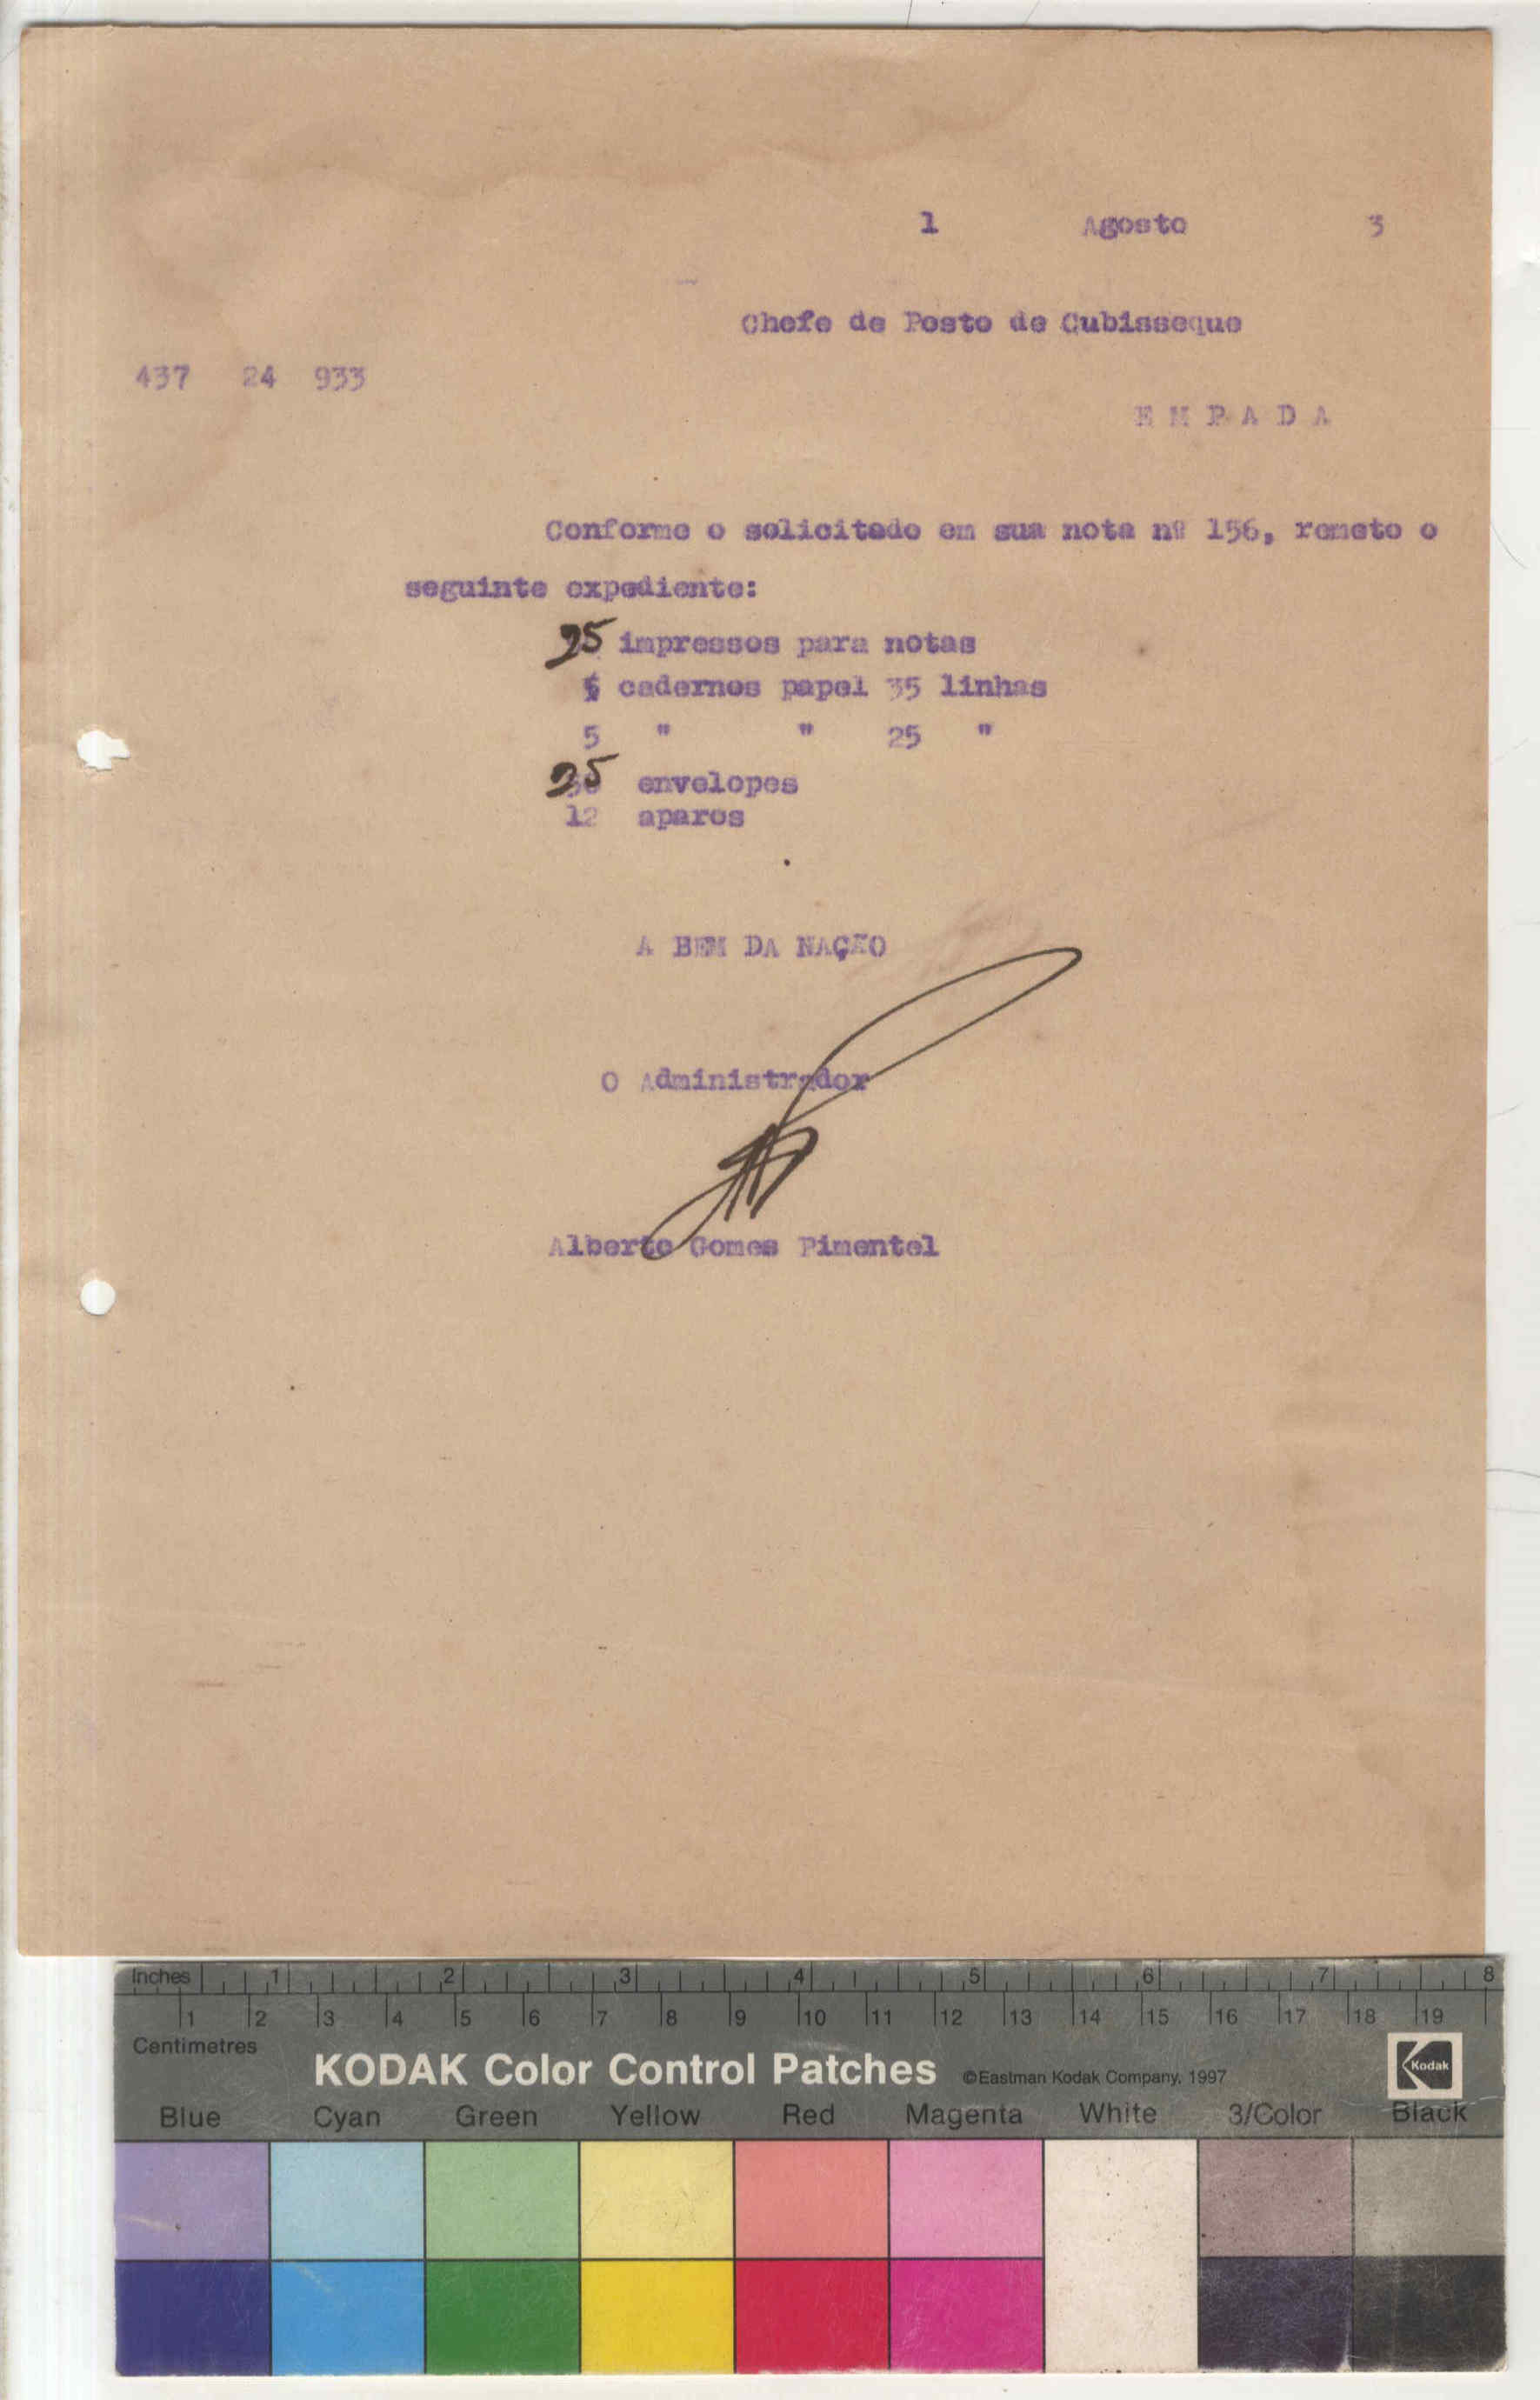 1 Agosto 3
Chefe de Posto de Cubisseque
437 24 933
E M P A D A
Conforme o solicitado em sua nota nº 156, remeto o
seguinte expediente:
25 impressos para notas
5 cadernos papel 35 linhas
5 " " 25 "
25 envelopes
12 aparos
A BEM DA NAÇÃO
O Administrador
Alberto Gomes Pimentel
Inches 1 2 3 4 5 6 7 8
1 2 3 4 5 6 7 8 9 10 11 12 13 14 15 16 17 18 19
Centimetres
KODAK Color Control Patches ©Eastman Kodak Company, 1997 Kodak
Blue Cyan Green Yellow Red Magenta White 3/Color Black